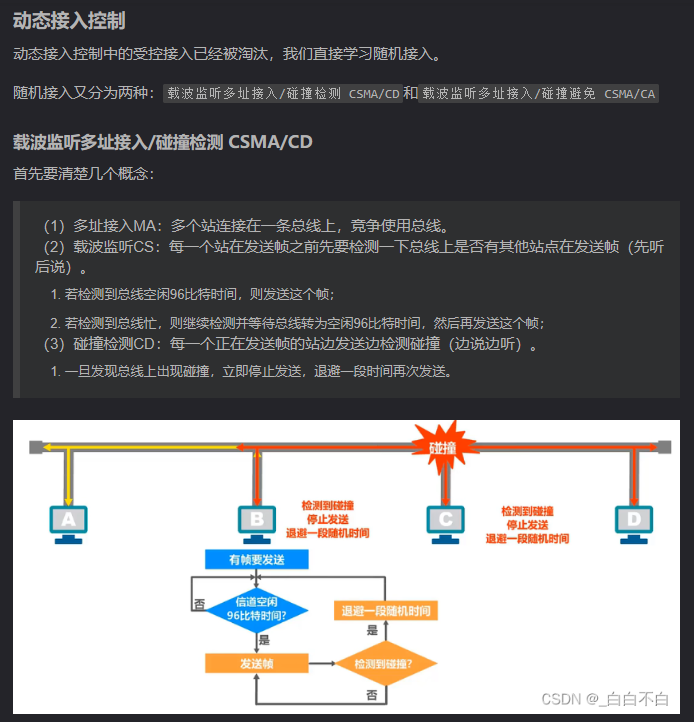 动态接入控制
动态接入控制中的受控接入已经被淘汰，我们直接学习随机接入。
随机接入又分为两种：载波监听多址接入/碰撞检测 CSMA/CD和载波监听多址接入/碰撞避免 CSMA/CA
载波监听多址接入/碰撞检测 CSMA/CD
首先要清楚几个概念：
（1）多址接入MA：多个站连接在一条总线上，竞争使用总线。
（2）载波监听CS：每一个站在发送帧之前先要检测一下总线上是否有其他站点在发送帧（先听
后说）。
1. 若检测到总线空闲96比特时间，则发送这个帧；
2. 若检测到总线忙，则继续检测并等待总线转为空闲96比特时间，然后再发送这个帧；
（3）碰撞检测CD：每一个正在发送帧的站边发送边检测碰撞（边说边听）。
1. 一旦发现总线上出现碰撞，立即停止发送，退避一段时间再次发送。
碰撞
A
B
检测到碰撞
停止发送
退避一段随机时间
C
检测到碰撞
停止发送
退避一段随机时间
D
有帧要发送
否
信道空闲
96比特时间?
是
发送帧
退避一段随机时间
是
检测到碰撞?
否
CSDN @_白白不白